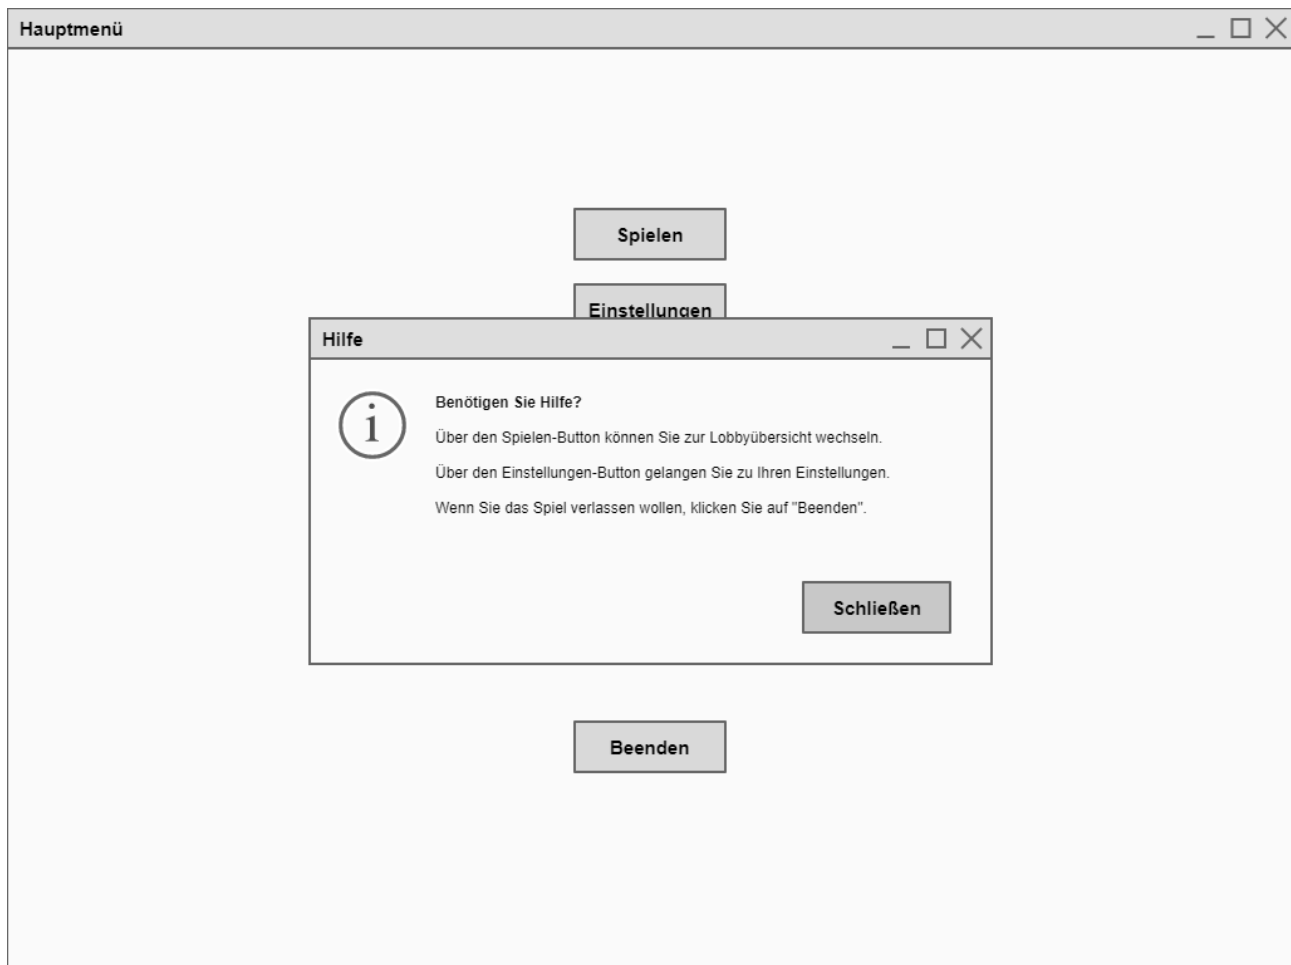 Hauptmenü
Spielen
Einstellungen
Hilfe
Benötigen Sie Hilfe?
Über den Spielen-Button können Sie zur Lobbyübersicht wechseln.
Über den Einstellungen-Button gelangen Sie zu Ihren Einstellungen.
Wenn Sie das Spiel verlassen wollen, klicken Sie auf "Beenden".
Schließen
Beenden